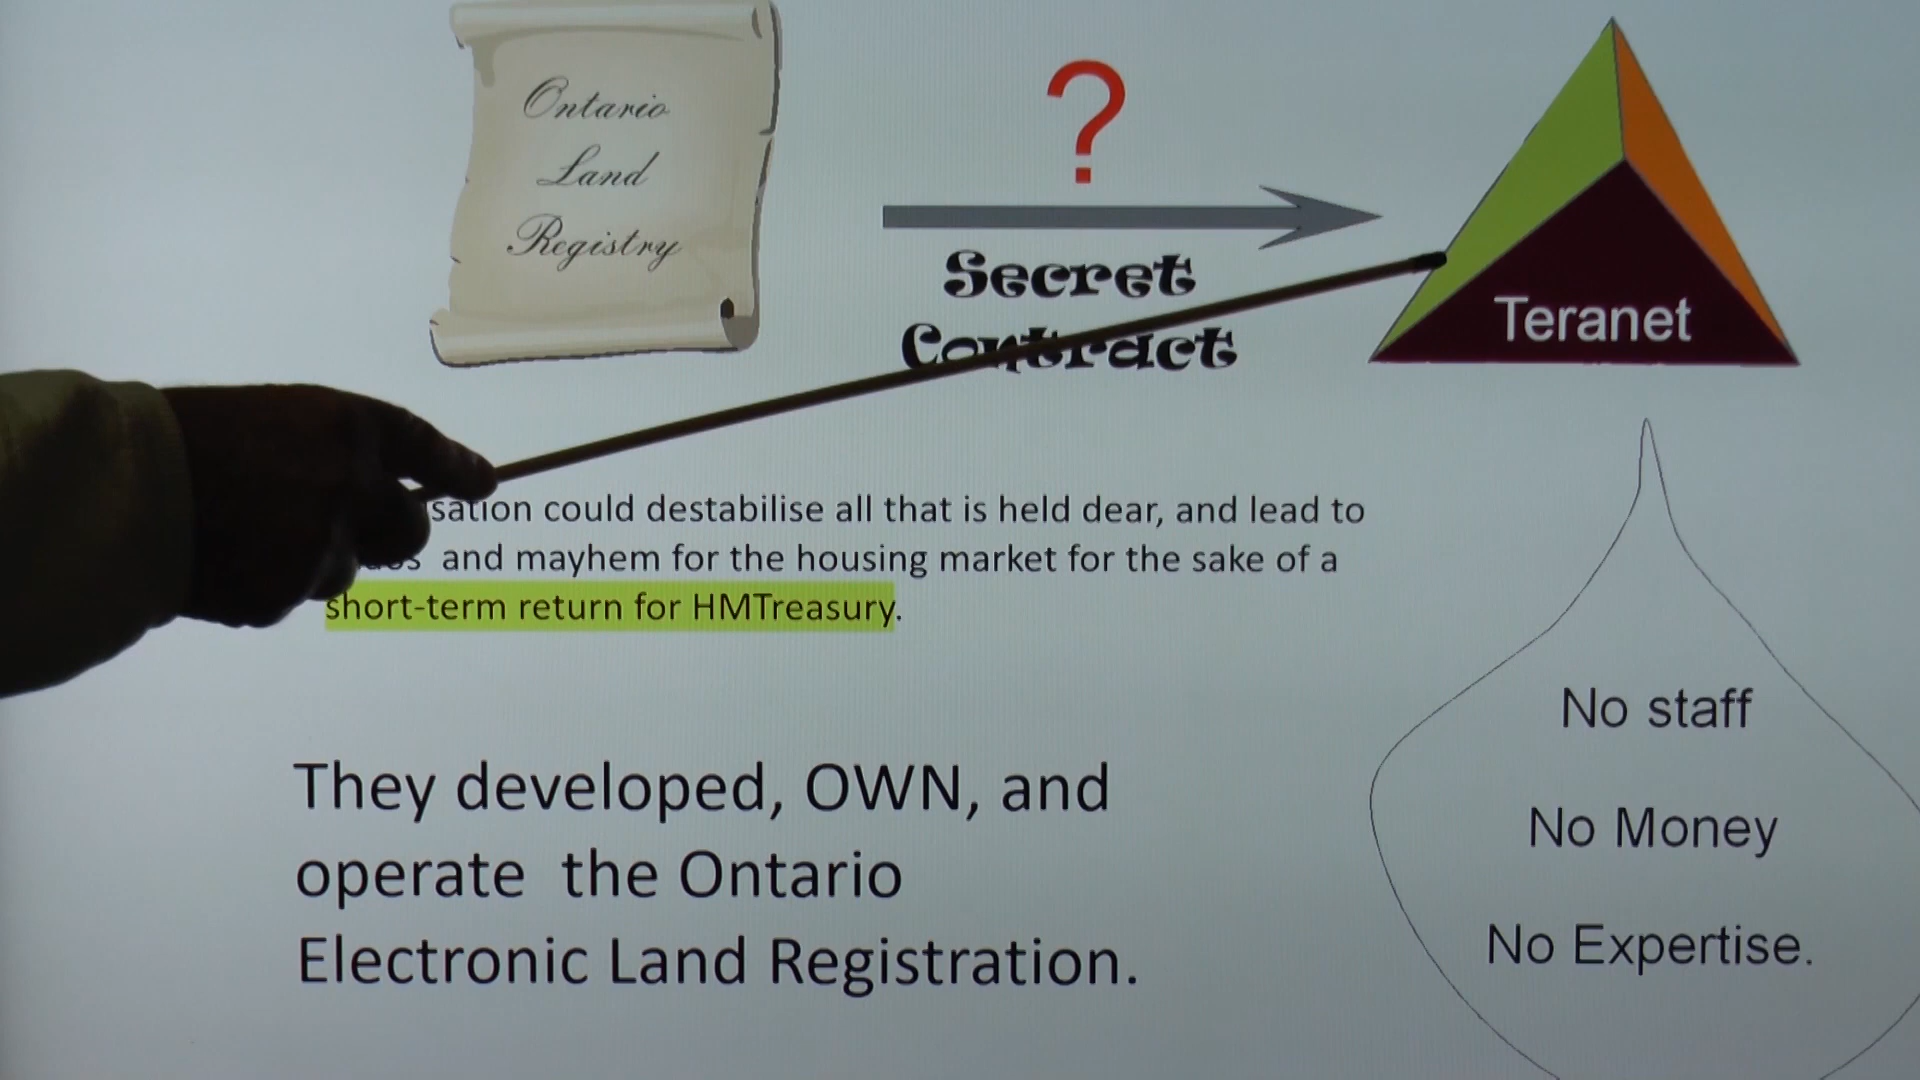 Ontario
Land
Registry
?
Secret
Contract
Teranet
sation could destabilise all that is held dear, and lead to
and mayhem for the housing market for the sake of a
short-term return for HMTreasury.
They developed, OWN, and
operate the Ontario
Electronic Land Registration.
No staff
No Money
No Expertise.